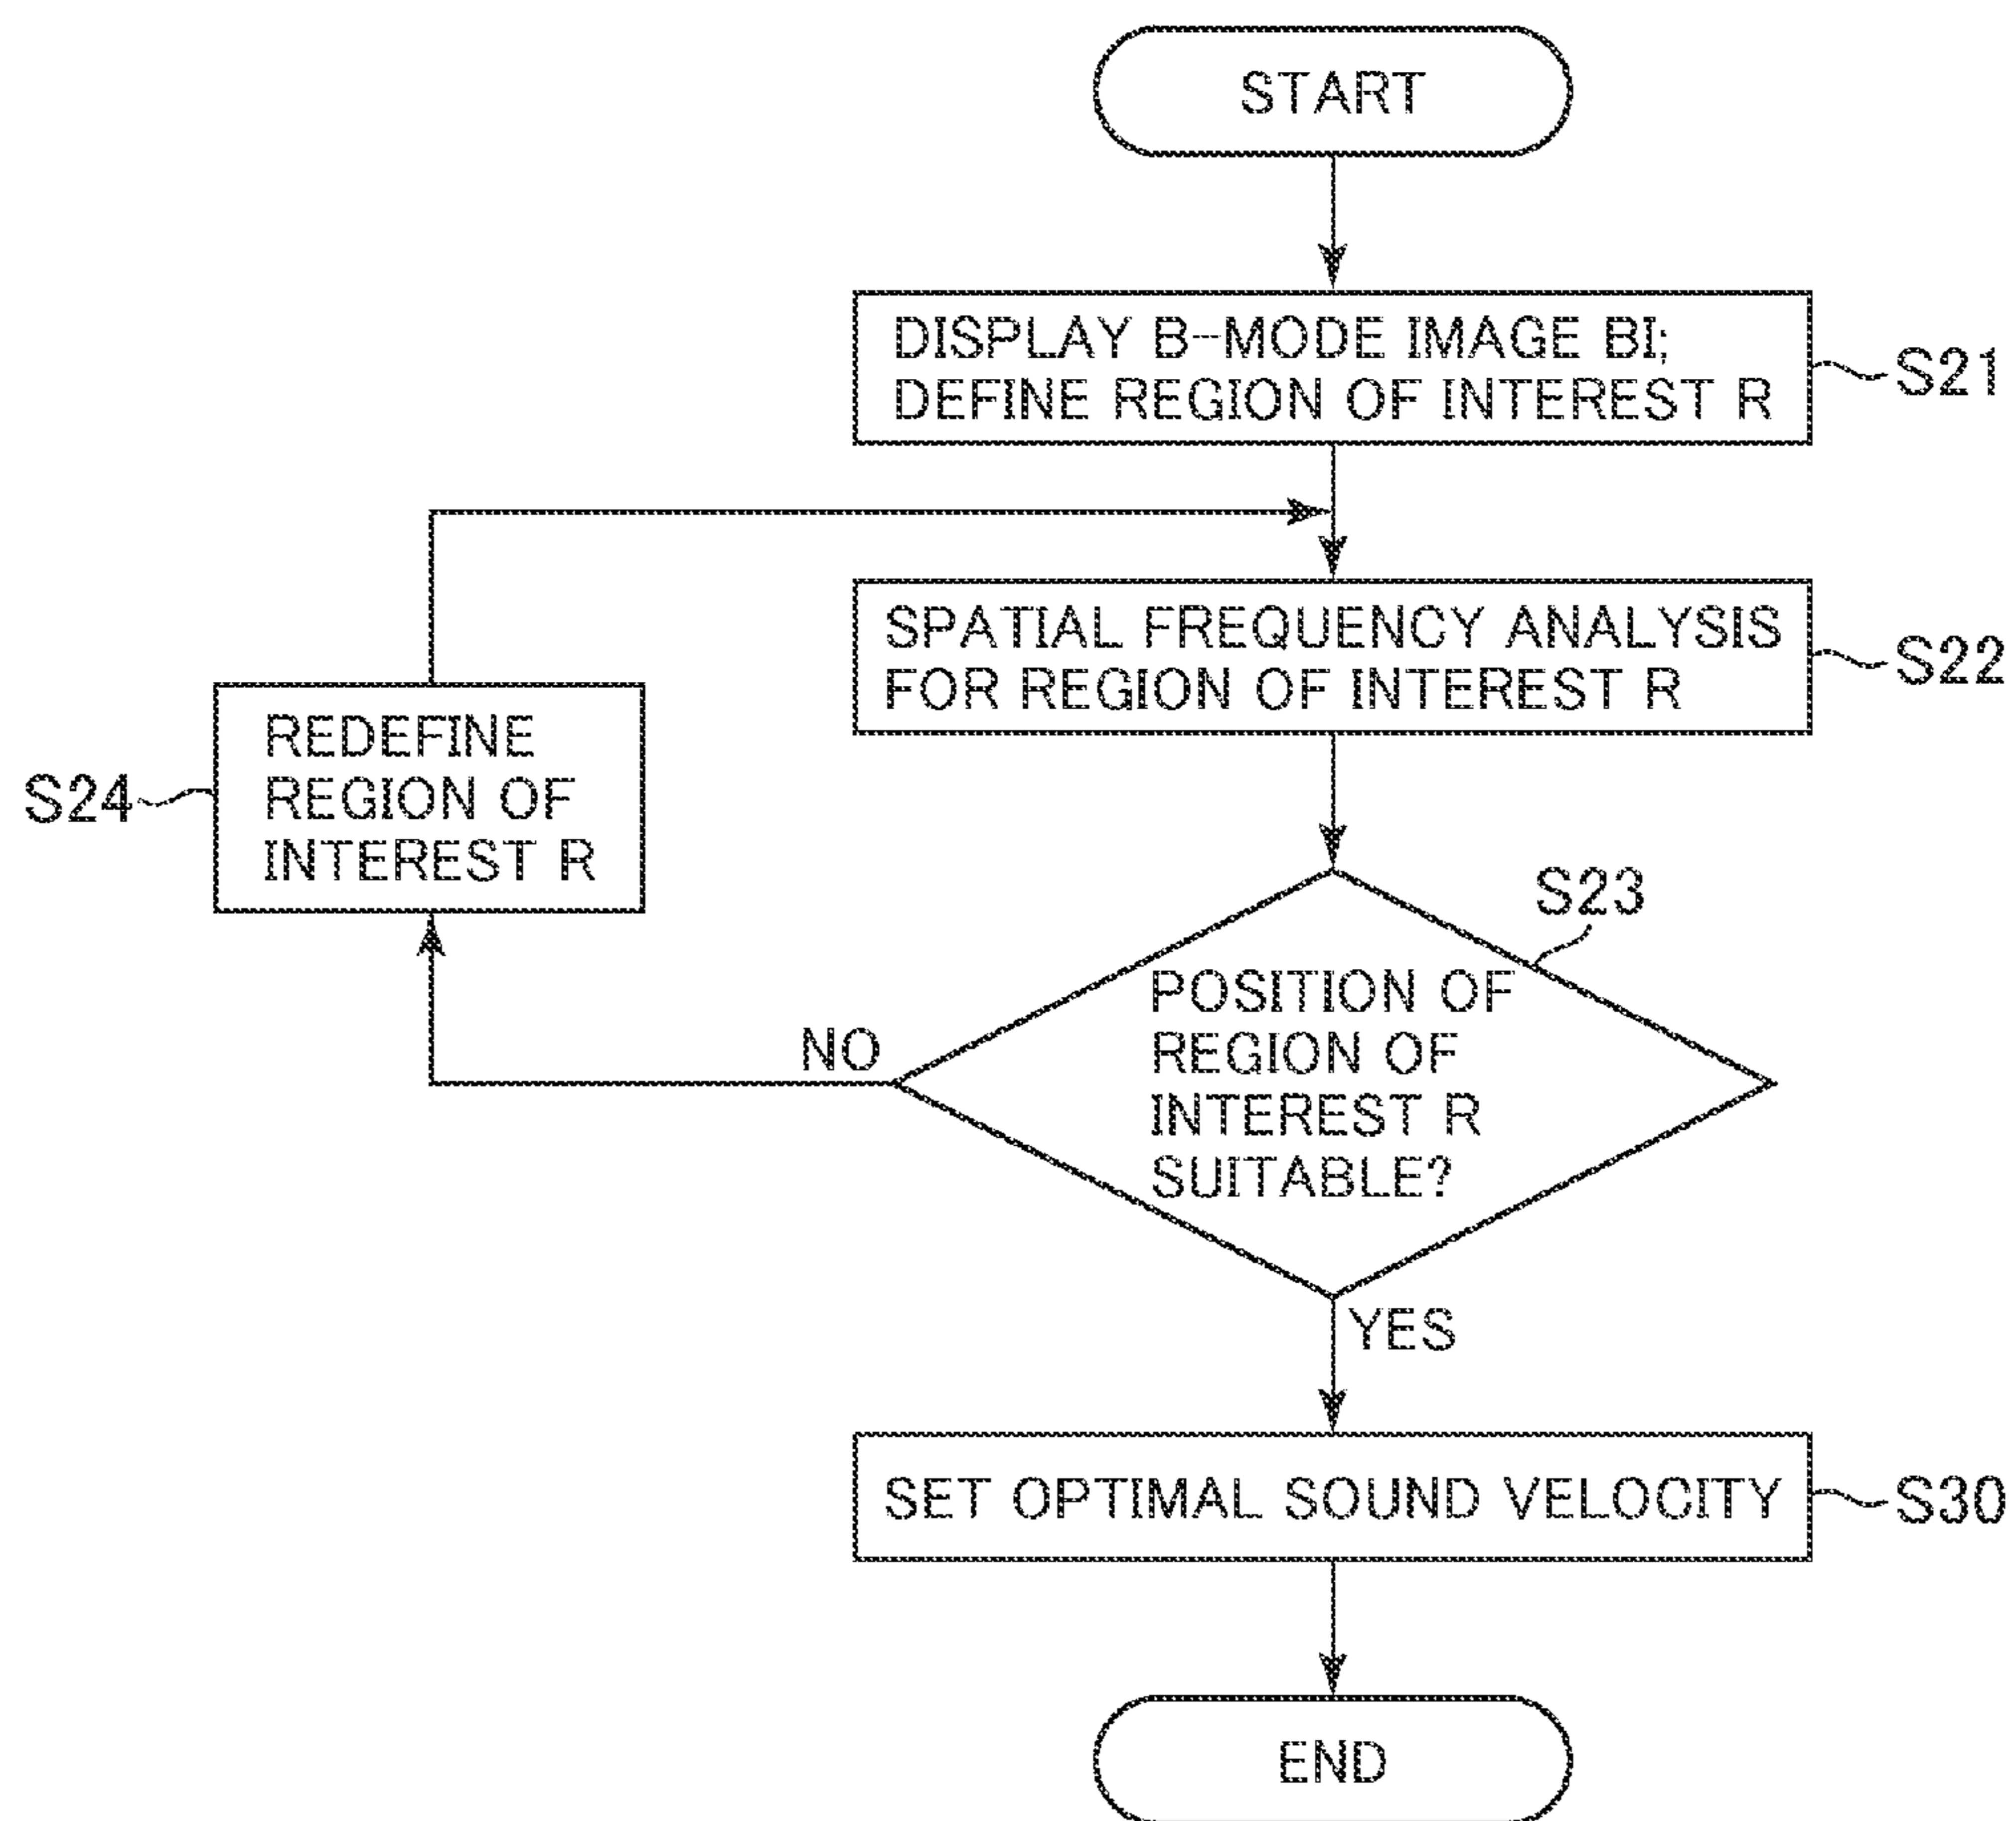 START
DISPLAY B-MODE IMAGE BI;
DEFINE REGION OF INTEREST R
S21
SPATIAL FREQUENCY ANALYSIS
FOR REGION OF INTEREST R
S22
REDEFINE
REGION OF
INTEREST R
S24
S23
POSITION OF
REGION OF
INTEREST R
SUITABLE?
NO
YES
SET OPTIMAL SOUND VELOCITY
S30
END